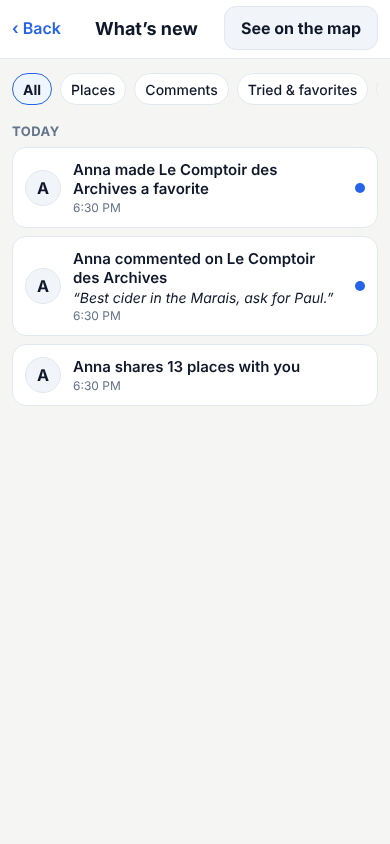 ‹ Back
What’s new
See on the map
All
Places
Comments
Tried & favorites
TODAY
A
Anna made Le Comptoir des
Archives a favorite
6:30 PM
A
Anna commented on Le Comptoir
des Archives
“Best cider in the Marais, ask for Paul.”
6:30 PM
A
Anna shares 13 places with you
6:30 PM